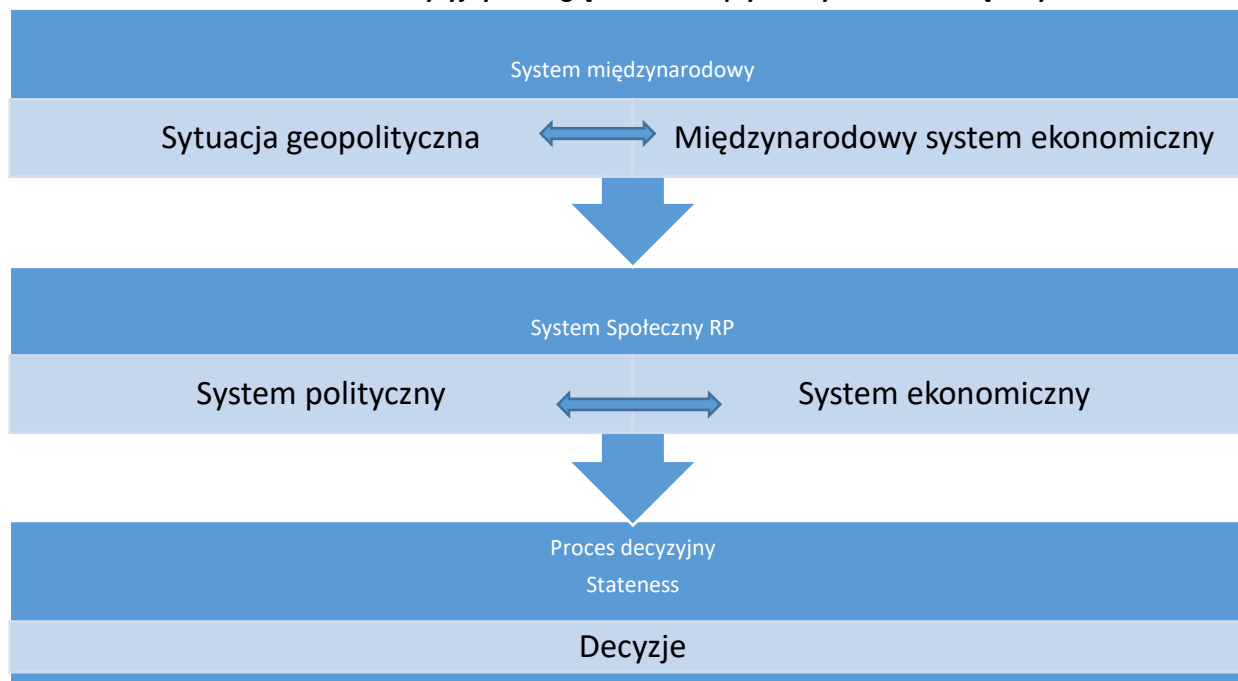 System międzynarodowy
Sytuacja geopolityczna Międzynarodowy system ekonomiczny
System Społeczny RP
System polityczny System ekonomiczny
Proces decyzyjny
Stateness
Decyzje